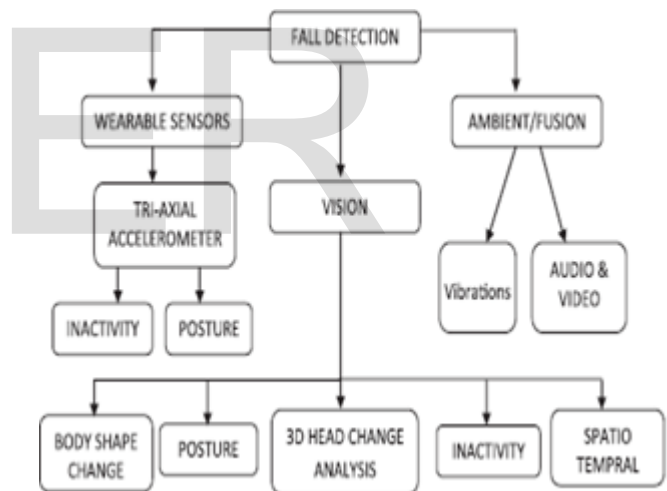 FALL DETECTION
WEARABLE SENSORS
AMBIENT/FUSION
TRI-AXIAL
ACCELEROMETER
VISION
Vibrations
AUDIO &
VIDEO
INACTIVITY
POSTURE
BODY SHAPE
CHANGE
POSTURE
3D HEAD CHANGE
ANALYSIS
INACTIVITY
SPATIO
TEMPRAL
ER